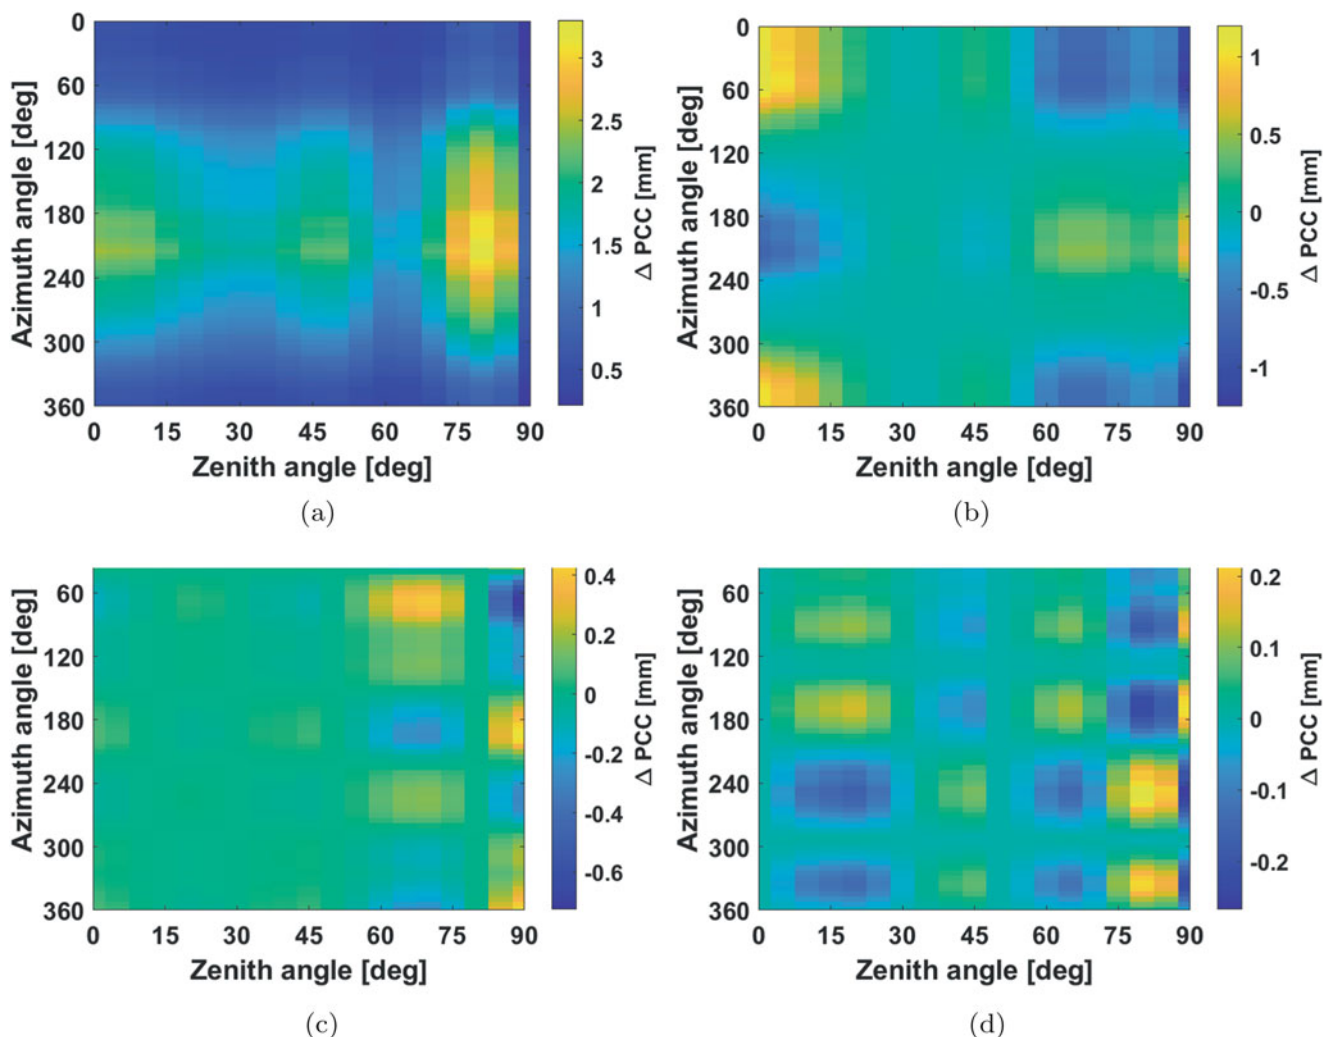 0
60
120
180
240
300
360
Azimuth angle [deg]
0 15 30 45 60 75 90
Zenith angle [deg]
3
2.5
2
1.5
1
0.5
Δ PCC [mm]
(a)
0
60
120
180
240
300
360
Azimuth angle [deg]
0 15 30 45 60 75 90
Zenith angle [deg]
1
0.5
0
-0.5
-1
Δ PCC [mm]
(b)
60
120
180
240
300
360
Azimuth angle [deg]
0 15 30 45 60 75 90
Zenith angle [deg]
0.4
0.2
0
-0.2
-0.4
-0.6
Δ PCC [mm]
(c)
60
120
180
240
300
360
Azimuth angle [deg]
0 15 30 45 60 75 90
Zenith angle [deg]
0.2
0.1
0
-0.1
-0.2
Δ PCC [mm]
(d)